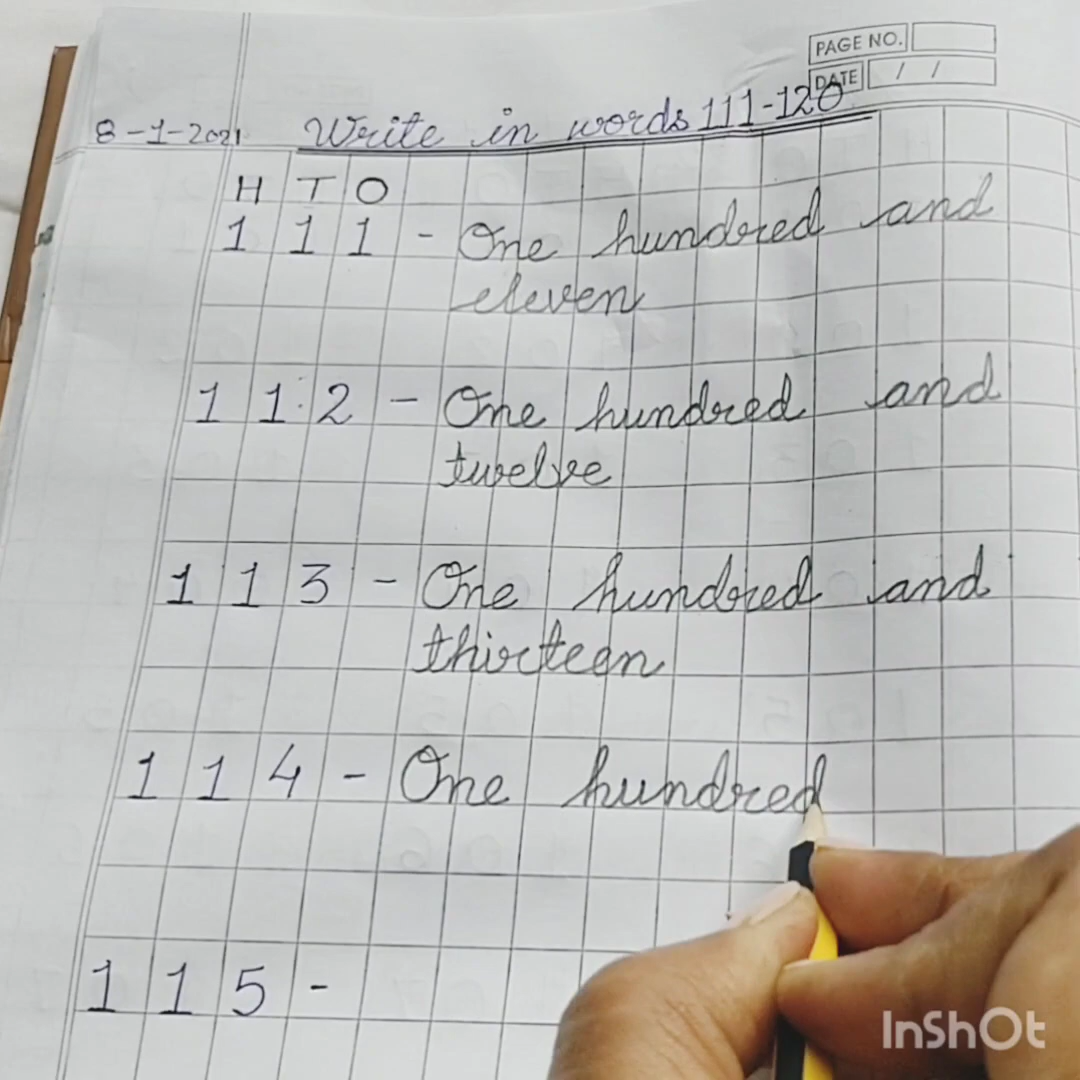 PAGE NO.
DATE / /
8-1-2021 Write in words 111-120
H T O
1 1 1 - One hundred and
eleven
1 1 2 - One hundred and
twelve
1 1 3 - One hundred and
thirteen
1 1 4 - One hundred
1 1 5 -
InShOt